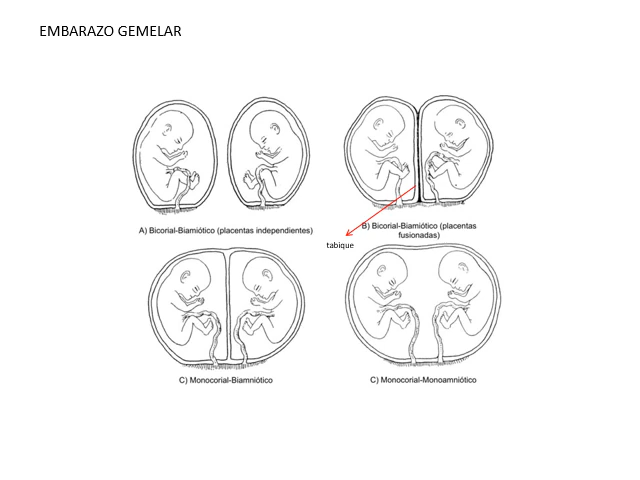 EMBARAZO GEMELAR
A) Bicorial-Biamiótico (placentas independientes)
B) Bicorial-Biamiótico (placentas
fusionadas)
tabique
C) Monocorial-Biamniótico
C) Monocorial-Monoamniótico